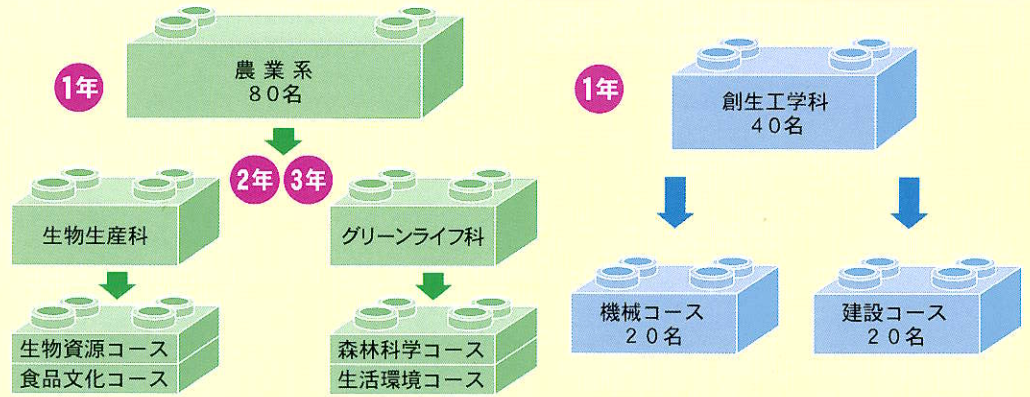 1年
農業系
80名
2年 3年
生物生産科
グリーンライフ科
生物資源コース
食品文化コース
森林科学コース
生活環境コース
1年
創生工学科
40名
機械コース
20名
建設コース
20名